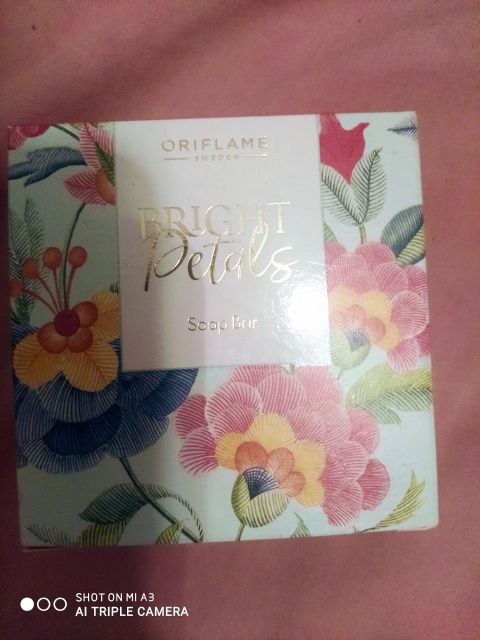 ORIFLAME
SWEDEN
BRIGHT
Petals
Soap Bar
SHOT ON MI A3
AI TRIPLE CAMERA